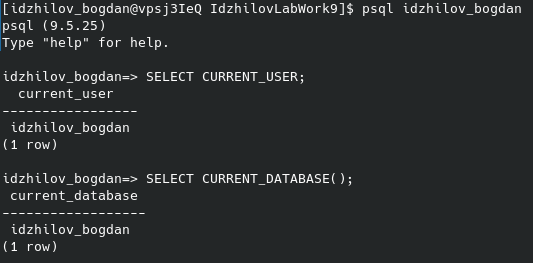 [idzhilov_bogdan@vpsj3IeQ IdzhilovLabWork9]$ psql idzhilov_bogdan
psql (9.5.25)
Type "help" for help.

idzhilov_bogdan=> SELECT CURRENT_USER;
  current_user
-----------------
 idzhilov_bogdan
(1 row)

idzhilov_bogdan=> SELECT CURRENT_DATABASE();
 current_database
------------------
 idzhilov_bogdan
(1 row)